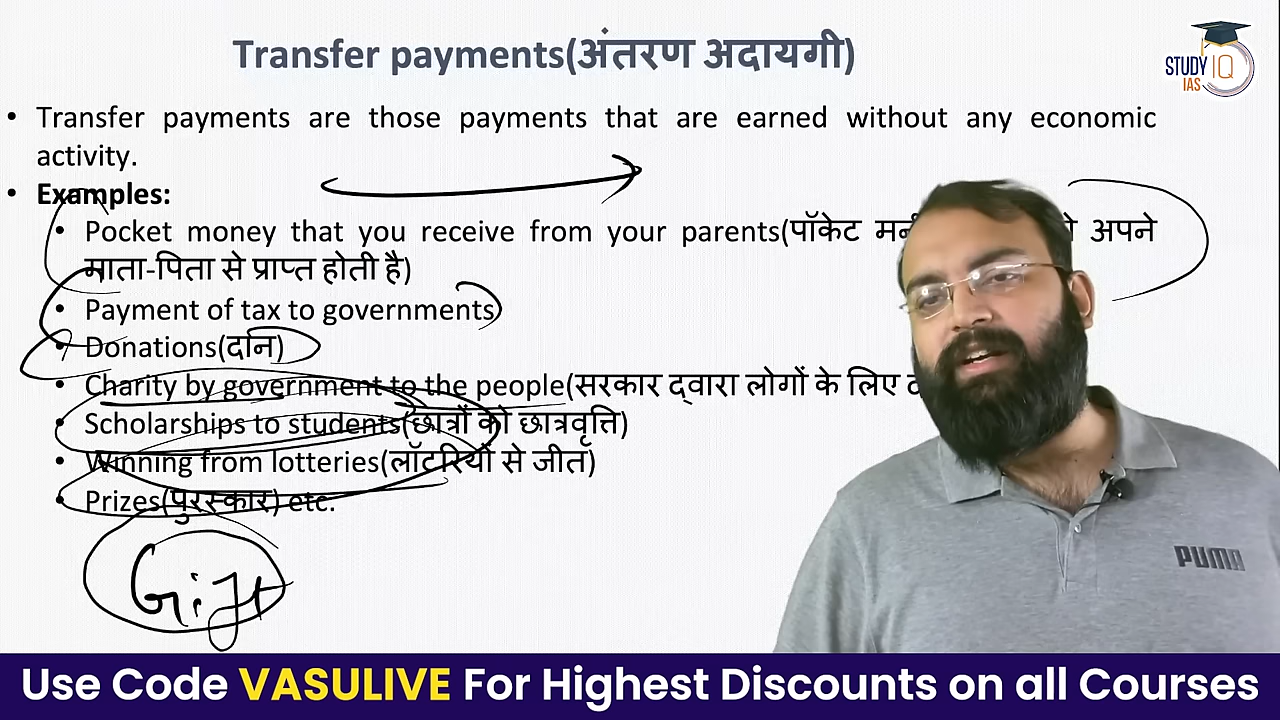 Transfer payments(अंतरण अदायगी)
STUDY IQ
IAS
• Transfer payments are those payments that are earned without any economic
activity.
• Examples:
• Pocket money that you receive from your parents(पॉकेट अपने
माता-पिता से प्राप्त होती है)
• Payment of tax to governments
• Donations(दान)
• Charity by government to the people(सरकार द्वारा लोगों के लिए
• Scholarships to students(छात्रों को छात्रवृत्ति)
• Winning from lotteries(लॉटरियों से जीत)
• Prizes(पुरस्कार) etc.
Gift
PUMA
Use Code VASULIVE For Highest Discounts on all Courses